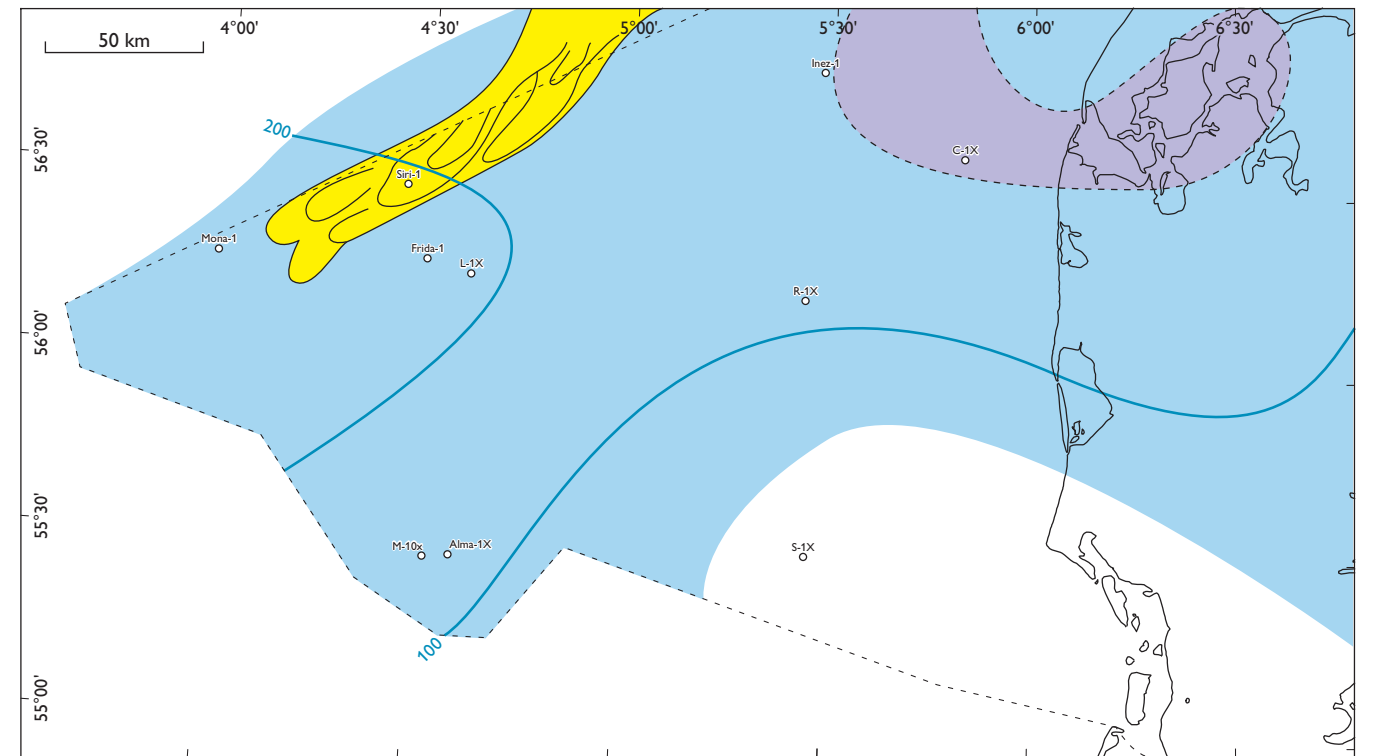 4°00'
4°30'
5°00'
5°30'
6°00'
6°30'
50 km
Inez-1
200
56°30'
C-1X
Siri-1
Mona-1
Frida-1
L-1X
R-1X
56°00'
55°30'
M-10x
Alma-1X
S-1X
100
55°00'